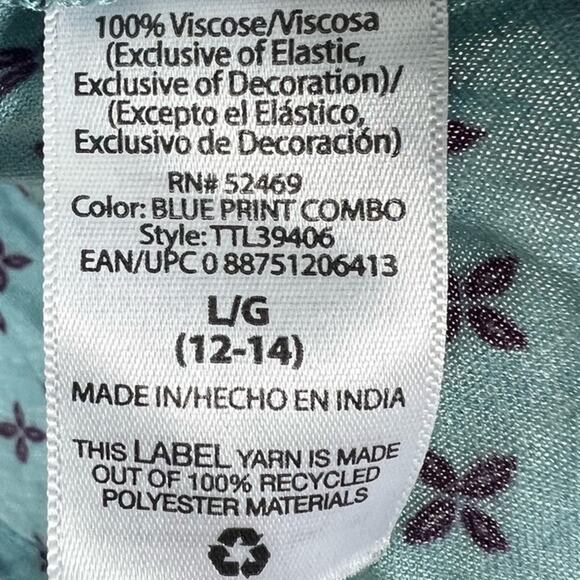 100% Viscose/Viscosa
(Exclusive of Elastic,
Exclusive of Decoration)/
(Excepto el Elástico,
Exclusivo de Decoración)
RN# 52469
Color: BLUE PRINT COMBO
Style: TTL39406
EAN/UPC 0 88751206413
L/G
(12-14)
MADE IN/HECHO EN INDIA
THIS LABEL YARN IS MADE
OUT OF 100% RECYCLED
POLYESTER MATERIALS